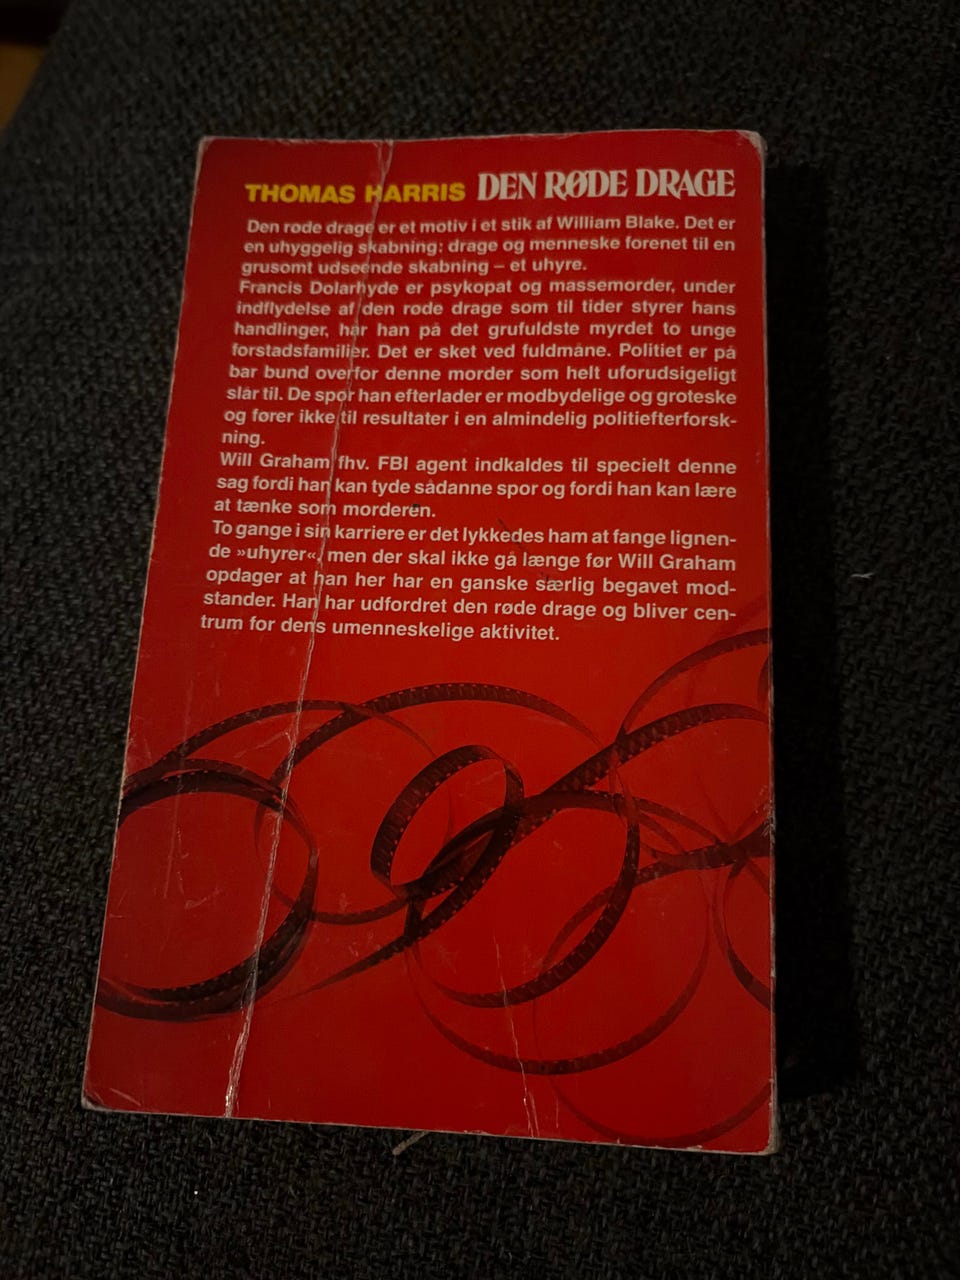 THOMAS HARRIS DEN RØDE DRAGE
Den røde drage er et motiv i et stik af William Blake. Det er
en uhyggelig skabning: drage og menneske forenet til en
grusomt udseende skabning – et uhyre.
Francis Dolarhyde er psykopat og massemorder, under
indflydelse af den røde drage som til tider styrer hans
handlinger, har han på det grufuldste myrdet to unge
forstadsfamilier. Det er sket ved fuldmåne. Politiet er på
bar bund overfor denne morder som helt uforudsigeligt
slår til. De spor han efterlader er modbydelige og groteske
og fører ikke til resultater i en almindelig politiefterforsk-
ning.
Will Graham fhv. FBI agent indkaldes til specielt denne
sag fordi han kan tyde sådanne spor og fordi han kan lære
at tænke som morderen.
To gange i sin karriere er det lykkedes ham at fange lignen-
de »uhyrer«, men der skal ikke gå længe før Will Graham
opdager at han her har en ganske særlig begavet mod-
stander. Han har udfordret den røde drage og bliver cen-
trum for dens umenneskelige aktivitet.